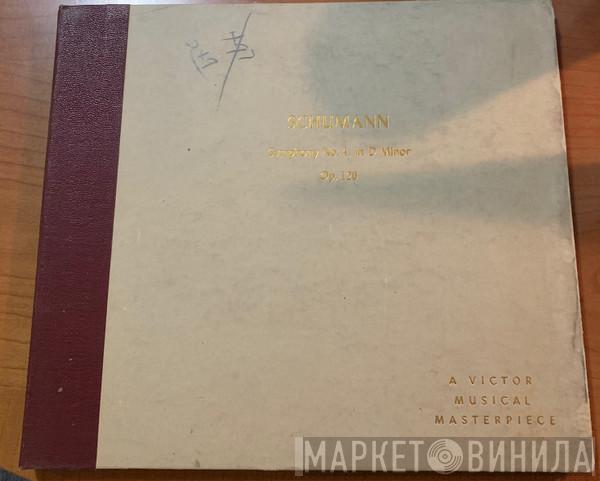 SCHUMANN
Symphony No. 4, in D Minor
Op. 120
A VICTOR
MUSICAL
MASTERPIECE
МАРКЕТ ВИНИЛА